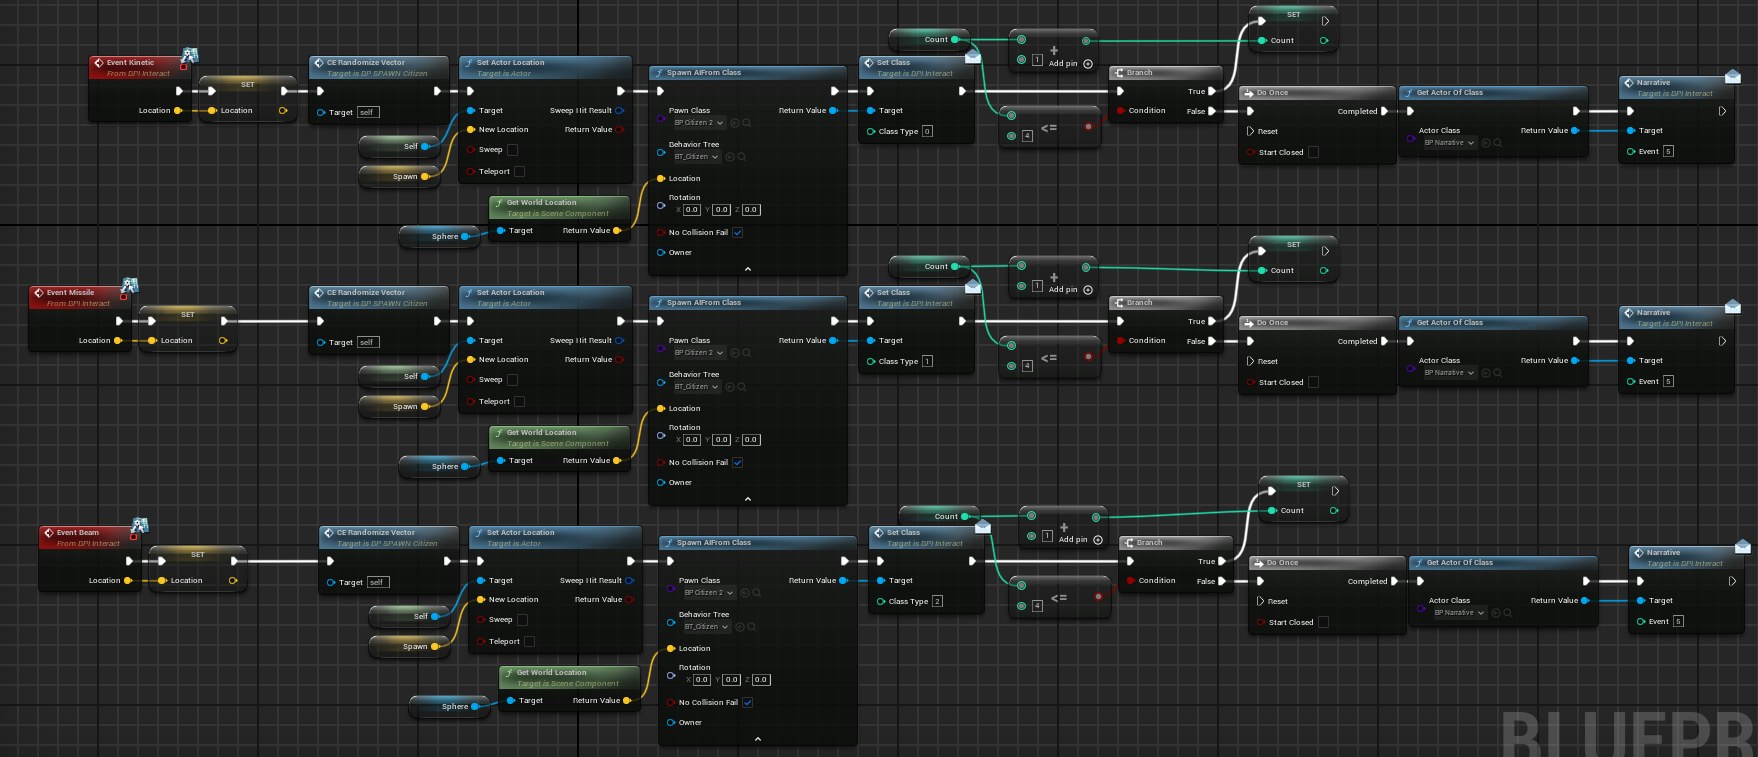 SET
Count
Count
1
Add pin
Event Kinetic
From DPI Interact
Location
SET
Location
CE Randomize Vector
Target is BP SPAWN Citizen
Target self
Set Actor Location
Target is Actor
Target
Sweep Hit Result
New Location
Return Value
Sweep
Teleport
Self
Spawn
Get World Location
Target is Scene Component
Target
Return Value
Sphere
Spawn AIFrom Class
Pawn Class
Return Value
BP Citizen 2
Behavior Tree
BT_Citizen
Location
Rotation
X 0.0 Y 0.0 Z 0.0
No Collision Fail
Owner
Set Class
Target is DPI Interact
Target
Class Type 0
<=
4
Branch
True
Condition
False
Do Once
Completed
Reset
Start Closed
Get Actor Of Class
Actor Class
Return Value
BP Narrative
Narrative
Target is DPI Interact
Target
Event 5
SET
Count
Count
1
Add pin
Event Missile
From DPI Interact
Location
SET
Location
CE Randomize Vector
Target is BP SPAWN Citizen
Target self
Set Actor Location
Target is Actor
Target
Sweep Hit Result
New Location
Return Value
Sweep
Teleport
Self
Spawn
Get World Location
Target is Scene Component
Target
Return Value
Sphere
Spawn AIFrom Class
Pawn Class
Return Value
BP Citizen 2
Behavior Tree
BT_Citizen
Location
Rotation
X 0.0 Y 0.0 Z 0.0
No Collision Fail
Owner
Set Class
Target is DPI Interact
Target
Class Type 1
<=
4
Branch
True
Condition
False
Do Once
Completed
Reset
Start Closed
Get Actor Of Class
Actor Class
Return Value
BP Narrative
Narrative
Target is DPI Interact
Target
Event 5
SET
Count
Count
1
Add pin
Event Beam
From DPI Interact
Location
SET
Location
CE Randomize Vector
Target is BP SPAWN Citizen
Target self
Set Actor Location
Target is Actor
Target
Sweep Hit Result
New Location
Return Value
Sweep
Teleport
Self
Spawn
Get World Location
Target is Scene Component
Target
Return Value
Sphere
Spawn AIFrom Class
Pawn Class
Return Value
BP Citizen 2
Behavior Tree
BT_Citizen
Location
Rotation
X 0.0 Y 0.0 Z 0.0
No Collision Fail
Owner
Set Class
Target is DPI Interact
Target
Class Type 2
<=
4
Branch
True
Condition
False
Do Once
Completed
Reset
Start Closed
Get Actor Of Class
Actor Class
Return Value
BP Narrative
Narrative
Target is DPI Interact
Target
Event 5
BLUEPR